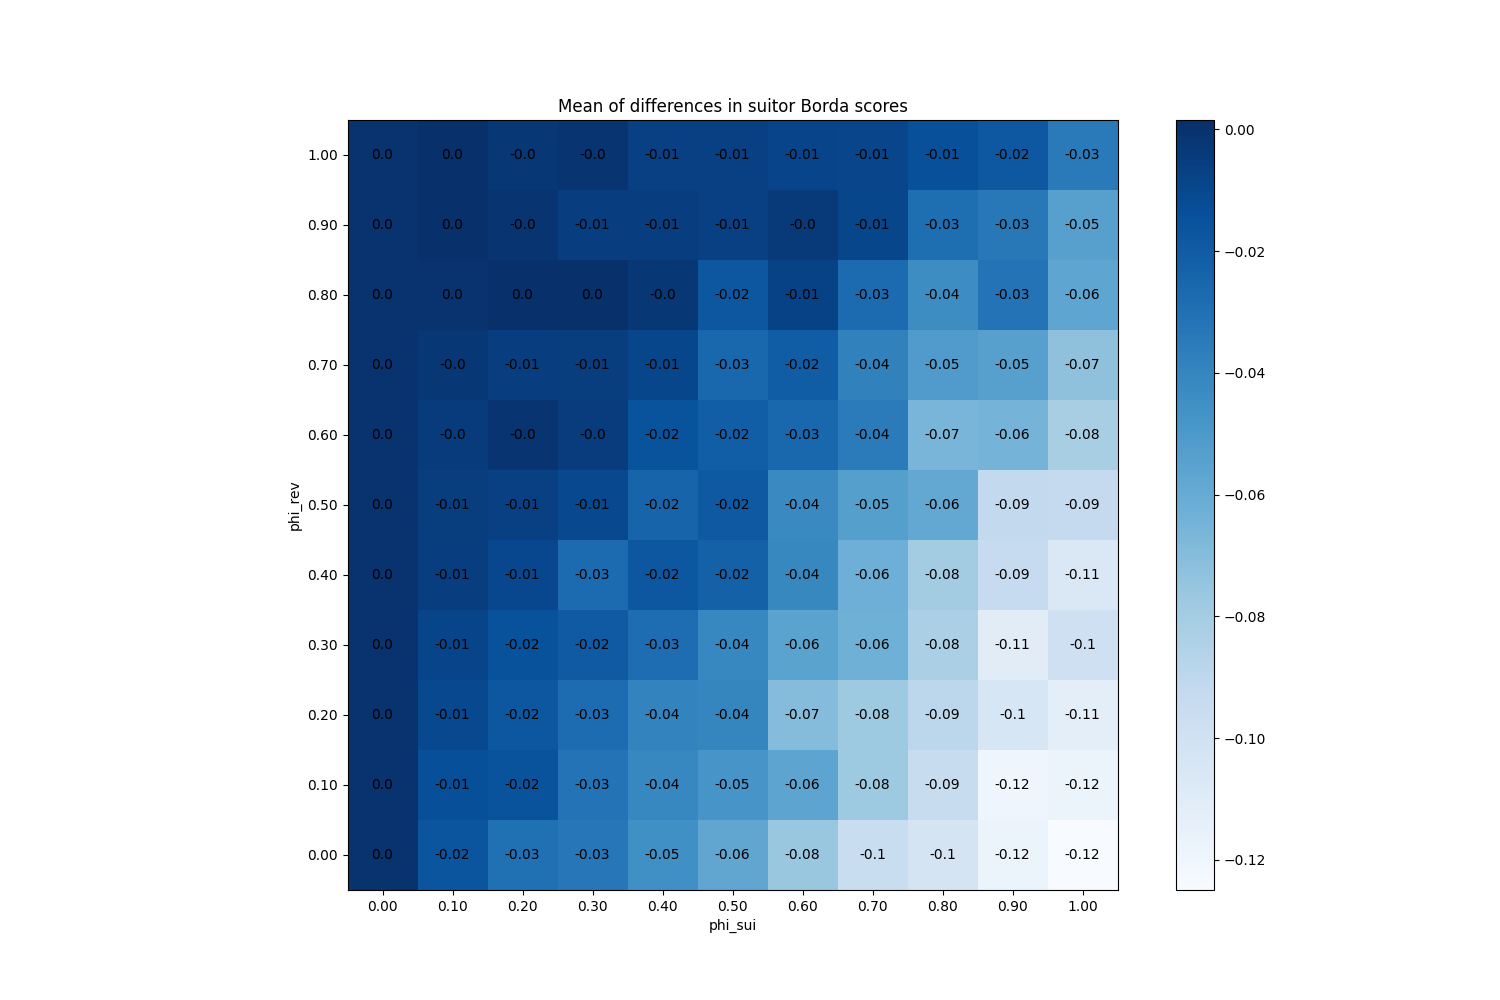 Mean of differences in suitor Borda scores
1.00 0.0 0.0 -0.0 -0.0 -0.01 -0.01 -0.01 -0.01 -0.01 -0.02 -0.03
0.90 0.0 0.0 -0.0 -0.01 -0.01 -0.01 -0.0 -0.01 -0.03 -0.03 -0.05
0.80 0.0 0.0 0.0 0.0 -0.0 -0.02 -0.01 -0.03 -0.04 -0.03 -0.06
0.70 0.0 -0.0 -0.01 -0.01 -0.01 -0.03 -0.02 -0.04 -0.05 -0.05 -0.07
0.60 0.0 -0.0 -0.0 -0.0 -0.02 -0.02 -0.03 -0.04 -0.07 -0.06 -0.08
0.50 0.0 -0.01 -0.01 -0.01 -0.02 -0.02 -0.04 -0.05 -0.06 -0.09 -0.09
0.40 0.0 -0.01 -0.01 -0.03 -0.02 -0.02 -0.04 -0.06 -0.08 -0.09 -0.11
0.30 0.0 -0.01 -0.02 -0.02 -0.03 -0.04 -0.06 -0.06 -0.08 -0.11 -0.1
0.20 0.0 -0.01 -0.02 -0.03 -0.04 -0.04 -0.07 -0.08 -0.09 -0.1 -0.11
0.10 0.0 -0.01 -0.02 -0.03 -0.04 -0.05 -0.06 -0.08 -0.09 -0.12 -0.12
0.00 0.0 -0.02 -0.03 -0.03 -0.05 -0.06 -0.08 -0.1 -0.1 -0.12 -0.12
0.00 0.10 0.20 0.30 0.40 0.50 0.60 0.70 0.80 0.90 1.00
phi_sui
phi_rev
0.00
−0.02
−0.04
−0.06
−0.08
−0.10
−0.12